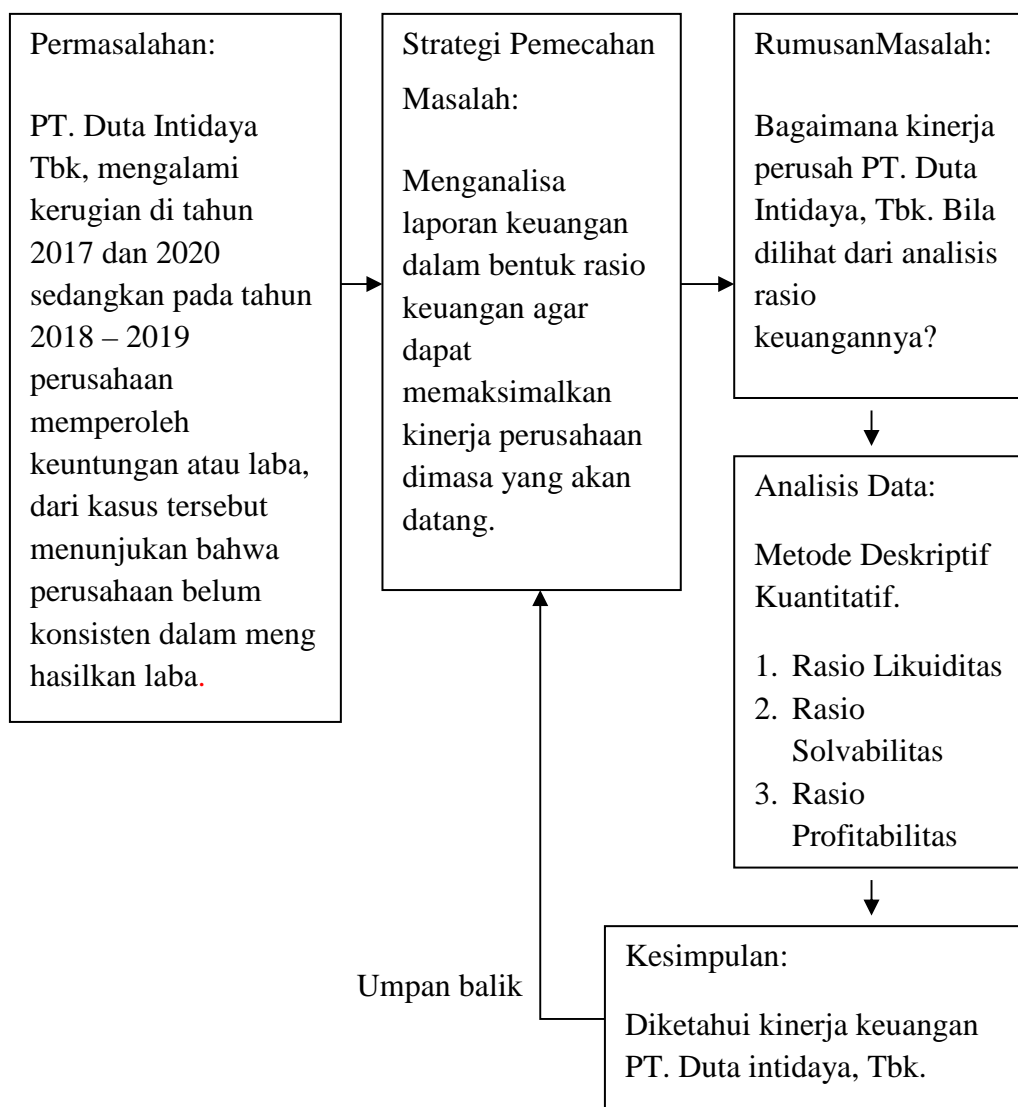 Permasalahan:
PT. Duta Intidaya
Tbk, mengalami
kerugian di tahun
2017 dan 2020
sedangkan pada tahun
2018 – 2019
perusahaan
memperoleh
keuntungan atau laba,
dari kasus tersebut
menunjukan bahwa
perusahaan belum
konsisten dalam meng
hasilkan laba.
Strategi Pemecahan
Masalah:
Menganalisa
laporan keuangan
dalam bentuk rasio
keuangan agar
dapat
memaksimalkan
kinerja perusahaan
dimasa yang akan
datang.
RumusanMasalah:
Bagaimana kinerja
perusah PT. Duta
Intidaya, Tbk. Bila
dilihat dari analisis
rasio
keuangannya?
Analisis Data:
Metode Deskriptif
Kuantitatif.
1. Rasio Likuiditas
2. Rasio
Solvabilitas
3. Rasio
Profitabilitas
Kesimpulan:
Diketahui kinerja keuangan
PT. Duta intidaya, Tbk.
Umpan balik